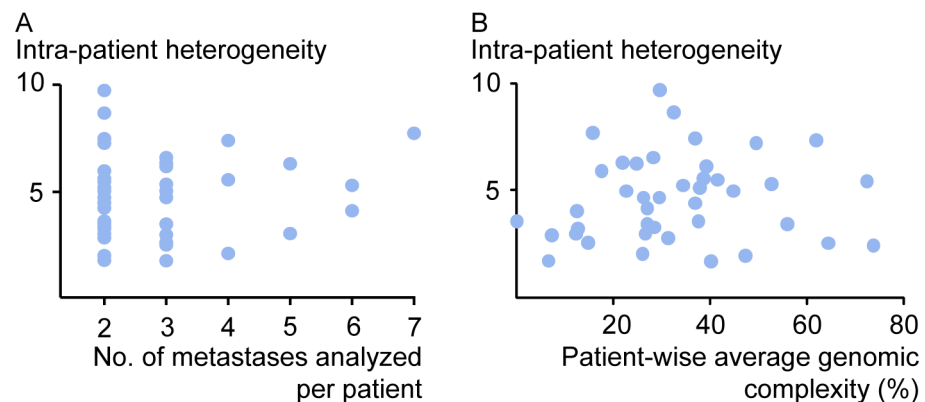 A
Intra-patient heterogeneity
10
5
2 3 4 5 6 7
No. of metastases analyzed
per patient
B
Intra-patient heterogeneity
10
5
20 40 60 80
Patient-wise average genomic
complexity (%)